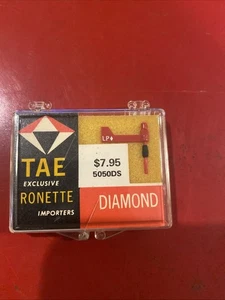 LP
$7.95
5050DS
TAE
EXCLUSIVE
RONETTE
IMPORTERS
DIAMOND